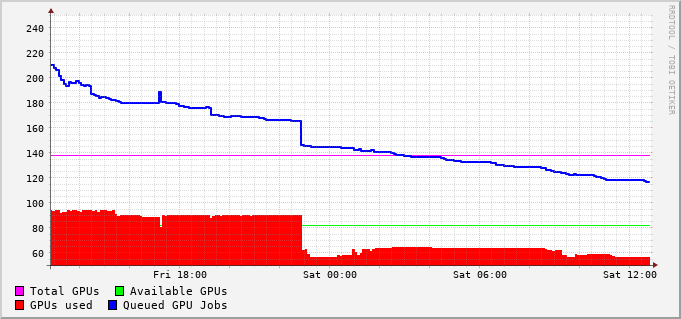 240
220
200
180
160
140
120
100
80
60
Fri 18:00 Sat 00:00 Sat 06:00 Sat 12:00
Total GPUs Available GPUs
GPUs used Queued GPU Jobs
RRDTOOL / TOBI OETIKER